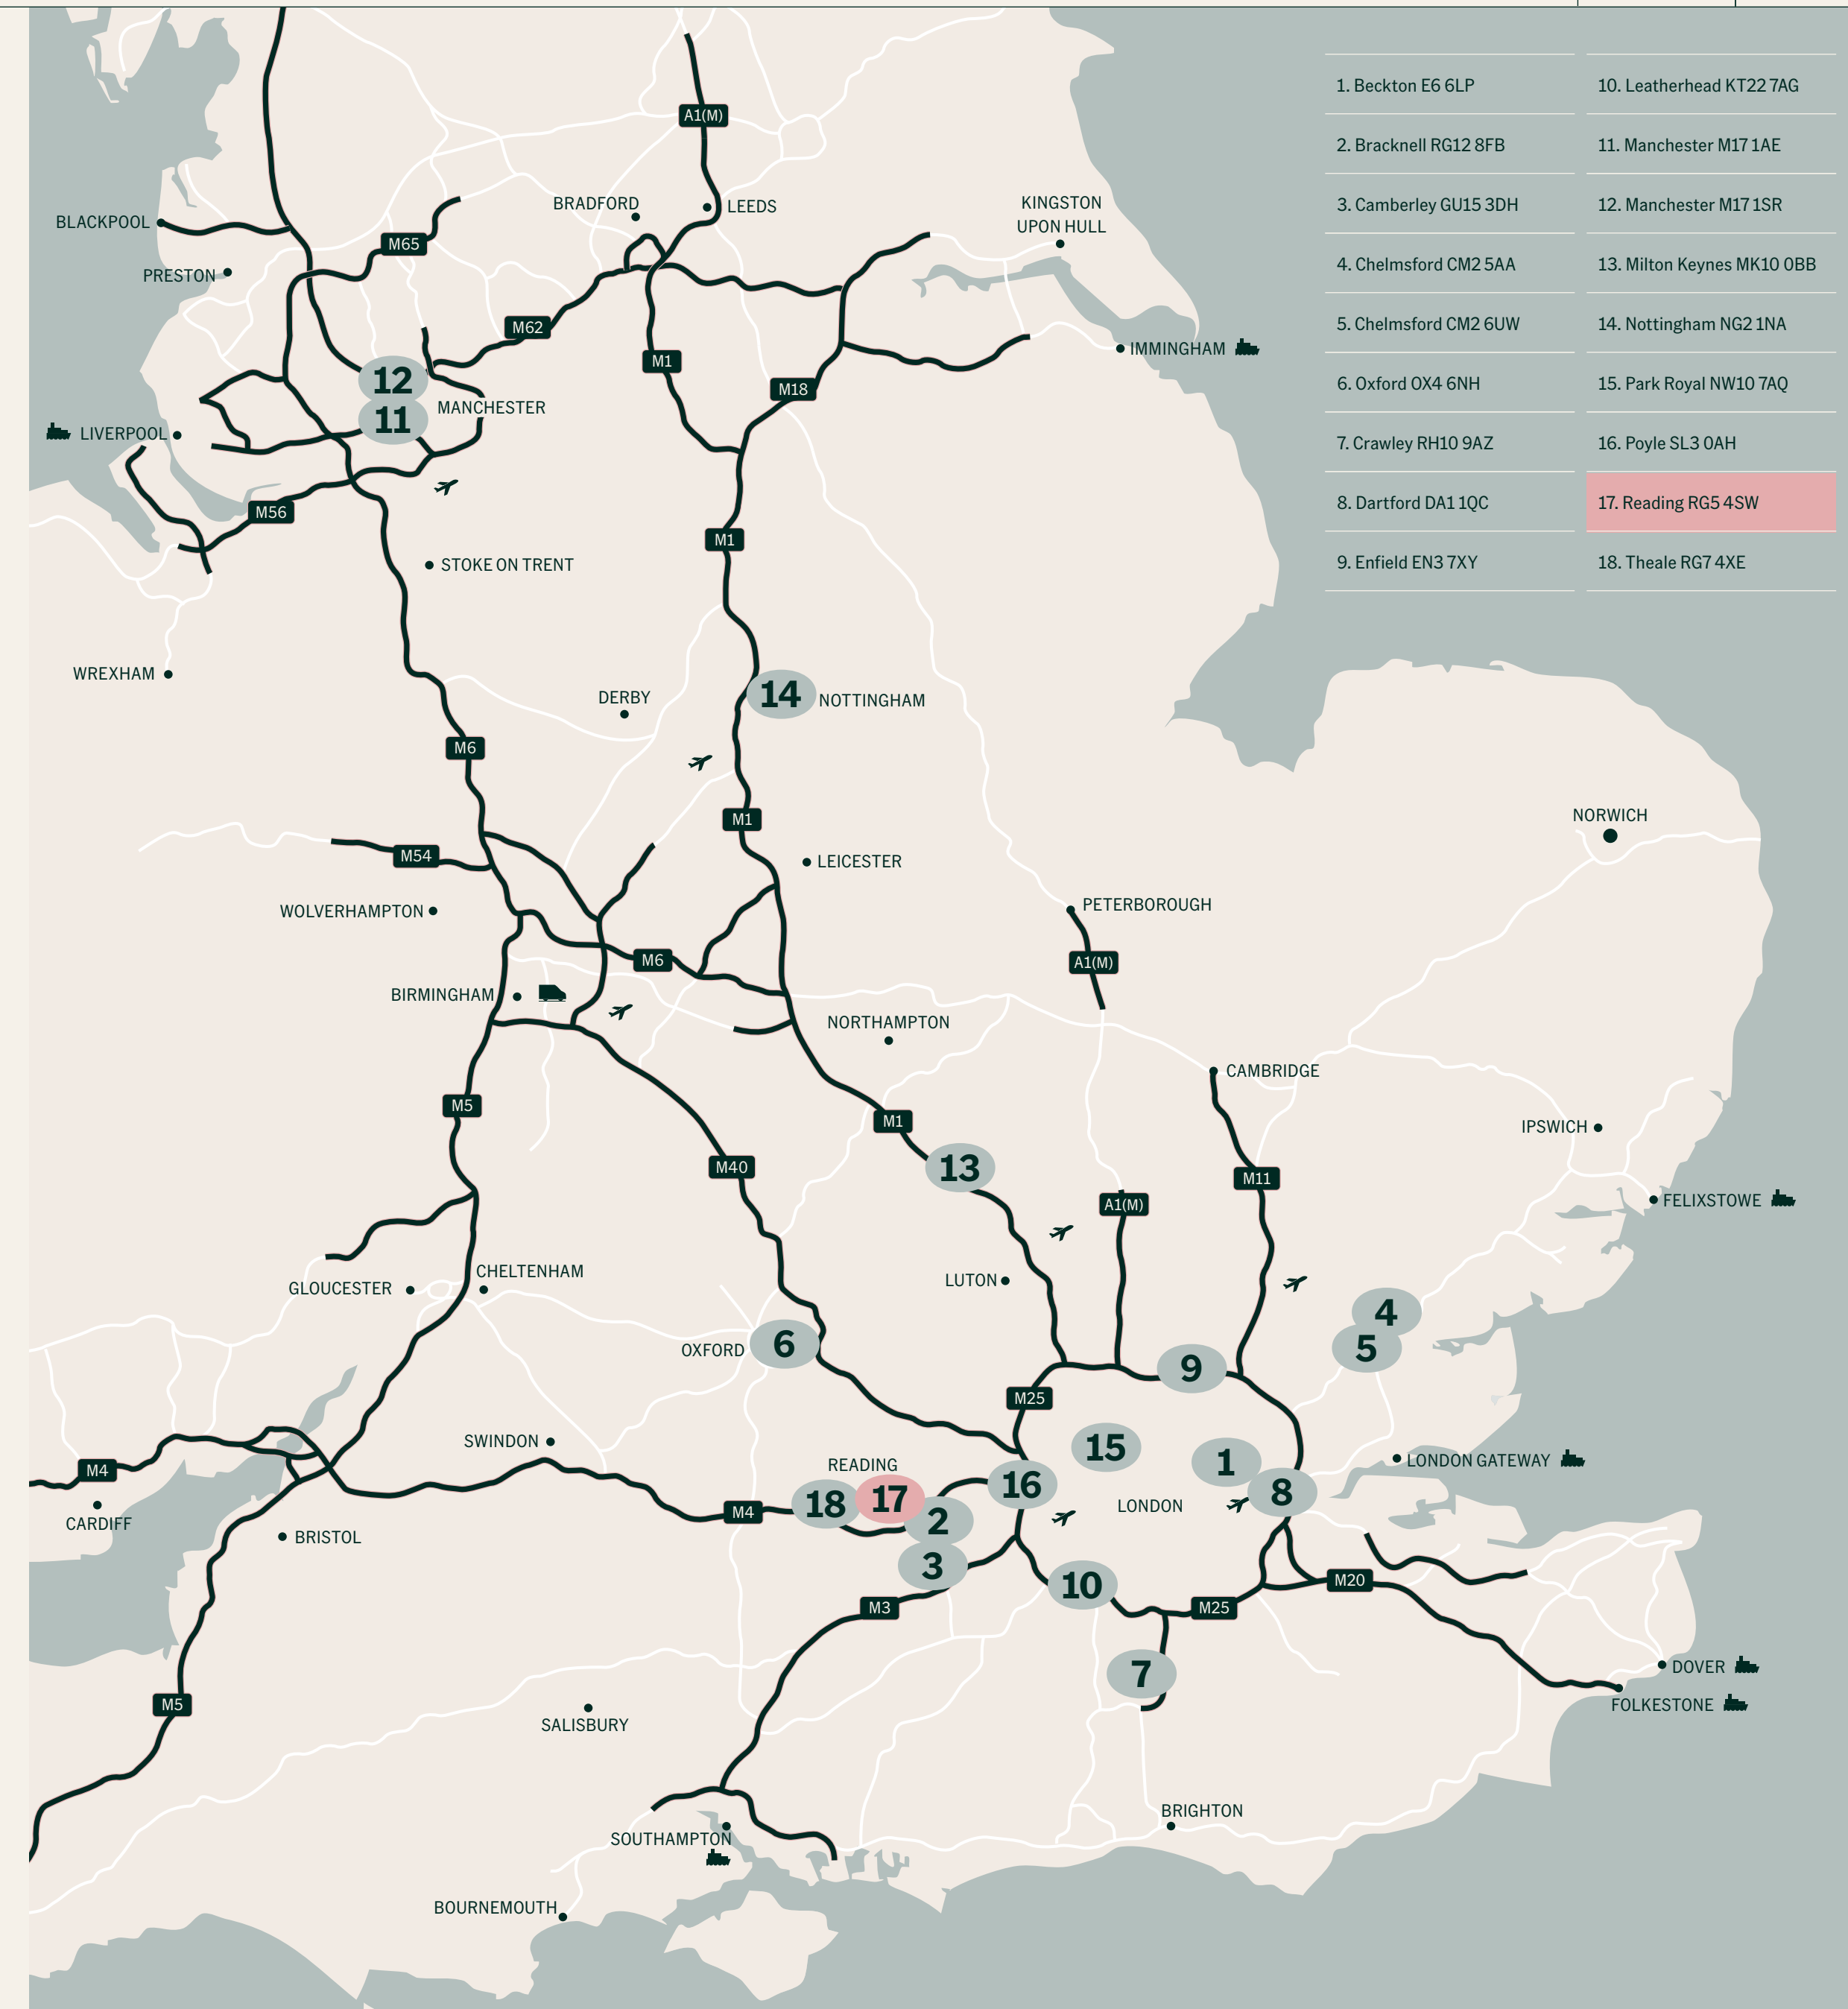 1. Beckton E6 6LP
2. Bracknell RG12 8FB
3. Camberley GU15 3DH
4. Chelmsford CM2 5AA
5. Chelmsford CM2 6UW
6. Oxford OX4 6NH
7. Crawley RH10 9AZ
8. Dartford DA1 1QC
9. Enfield EN3 7XY
10. Leatherhead KT22 7AG
11. Manchester M17 1AE
12. Manchester M17 1SR
13. Milton Keynes MK10 0BB
14. Nottingham NG2 1NA
15. Park Royal NW10 7AQ
16. Poyle SL3 0AH
17. Reading RG5 4SW
18. Theale RG7 4XE
A1(M)
BRADFORD
LEEDS
KINGSTON
UPON HULL
BLACKPOOL
M65
PRESTON
M62
IMMINGHAM
M1
M18
12
MANCHESTER
11
LIVERPOOL
M56
M1
STOKE ON TRENT
WREXHAM
DERBY
14
NOTTINGHAM
M6
M1
NORWICH
M54
LEICESTER
WOLVERHAMPTON
PETERBOROUGH
M6
A1(M)
BIRMINGHAM
NORTHAMPTON
CAMBRIDGE
M5
M1
IPSWICH
M40
13
M11
A1(M)
FELIXSTOWE
CHELTENHAM
GLOUCESTER
LUTON
4
6
OXFORD
5
9
M25
SWINDON
15
READING
1
LONDON GATEWAY
M4
16
8
18
17
M4
LONDON
2
CARDIFF
BRISTOL
3
10
M20
M3
M25
7
DOVER
M5
FOLKESTONE
SALISBURY
BRIGHTON
SOUTHAMPTON
BOURNEMOUTH